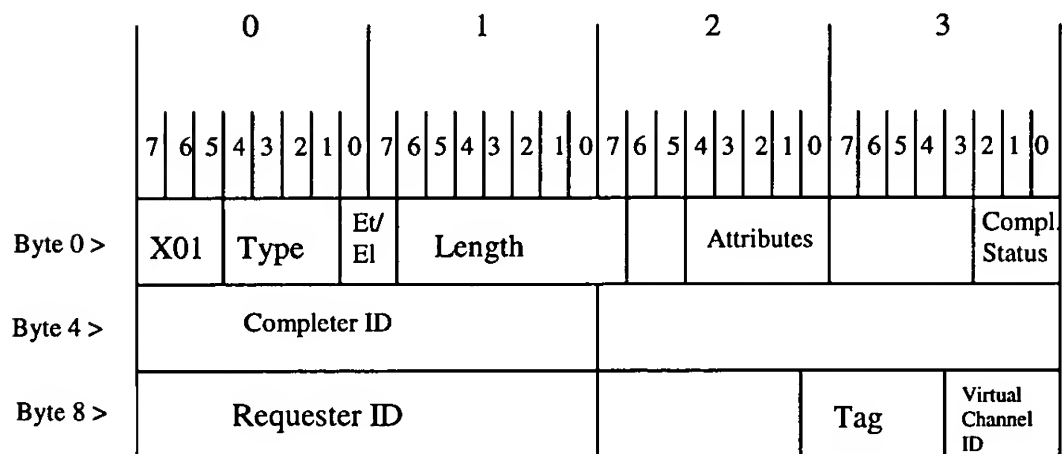 0 1 2 3
7 6 5 4 3 2 1 0 7 6 5 4 3 2 1 0 7 6 5 4 3 2 1 0 7 6 5 4 3 2 1 0
Byte 0 > X01 Type Et/ El Length Attributes Compl. Status
Byte 4 > Completer ID
Byte 8 > Requester ID Tag Virtual Channel ID